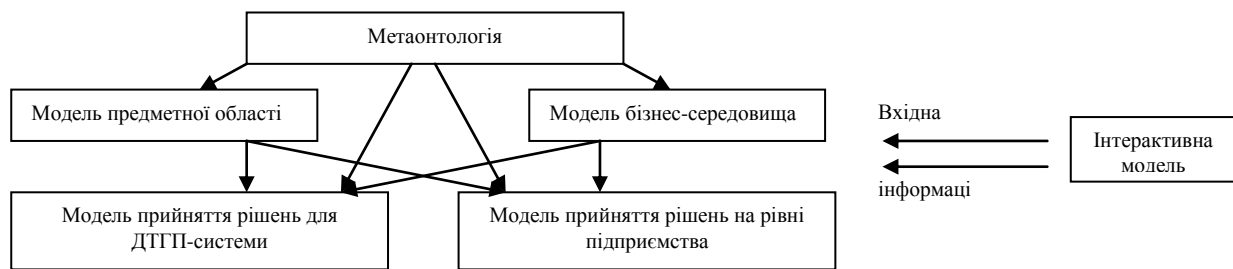 Метаонтологія
Модель предметної області
Модель бізнес-середовища
Вхідна
інформаці
Інтерактивна
модель
Модель прийняття рішень для
ДТГП-системи
Модель прийняття рішень на рівні
підприємства